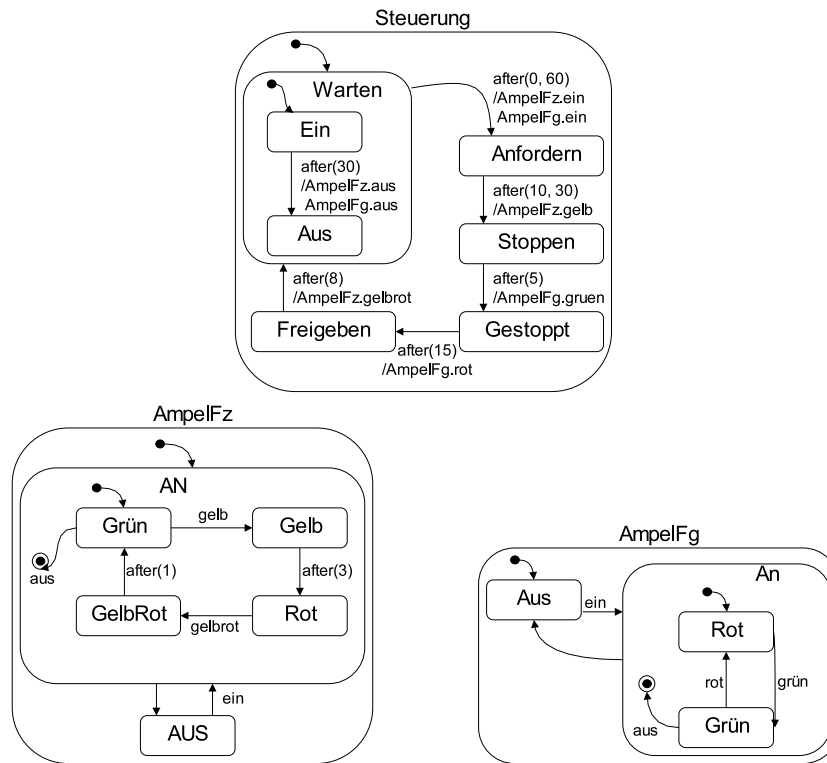 Steuerung
Warten
Ein
after(30)
/AmpelFz.aus
AmpelFg.aus
Aus
after(0, 60)
/AmpelFz.ein
AmpelFg.ein
Anfordern
after(10, 30)
/AmpelFz.gelb
Stoppen
after(5)
/AmpelFg.gruen
Gestoppt
after(15)
/AmpelFg.rot
Freigeben
after(8)
/AmpelFz.gelbrot
AmpelFz
AN
Grün
gelb
Gelb
aus
after(1)
after(3)
GelbRot
gelbrot
Rot
ein
AUS
AmpelFg
An
Aus
ein
Rot
rot
grün
aus
Grün